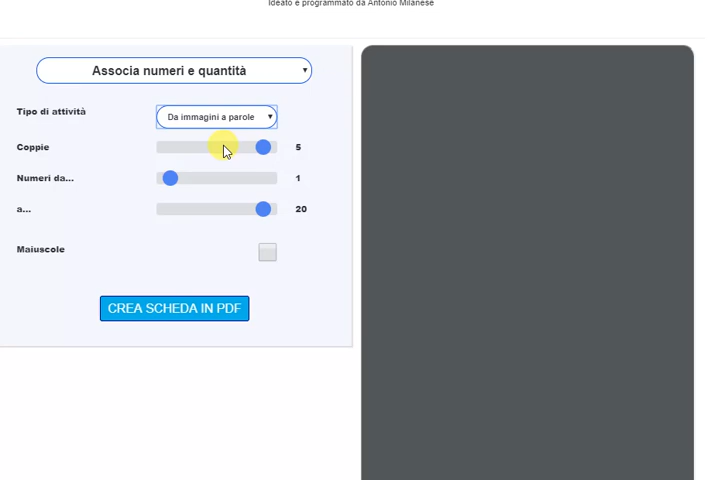 Ideato e programmato da Antonio Milanese
Associa numeri e quantità
Tipo di attività
Da immagini a parole
Coppie
5
Numeri da...
1
a...
20
Maiuscole
CREA SCHEDA IN PDF